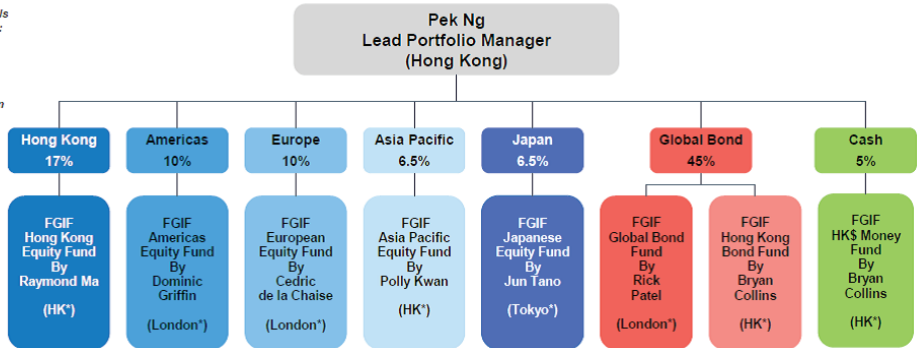 ls
:
n
Pek Ng
Lead Portfolio Manager
(Hong Kong)
Hong Kong
17%
Americas
10%
Europe
10%
Asia Pacific
6.5%
Japan
6.5%
Global Bond
45%
Cash
5%
FGIF
Hong Kong
Equity Fund
By
Raymond Ma
(HK*)
FGIF
Americas
Equity Fund
By
Dominic
Griffin
(London*)
FGIF
European
Equity Fund
By
Cedric
de la Chaise
(London*)
FGIF
Asia Pacific
Equity Fund
By
Polly Kwan
(HK*)
FGIF
Japanese
Equity Fund
By
Jun Tano
(Tokyo*)
FGIF
Global Bond
Fund
By
Rick
Patel
(London*)
FGIF
Hong Kong
Bond Fund
By
Bryan
Collins
(HK*)
FGIF
HK$ Money
Fund
By
Bryan
Collins
(HK*)